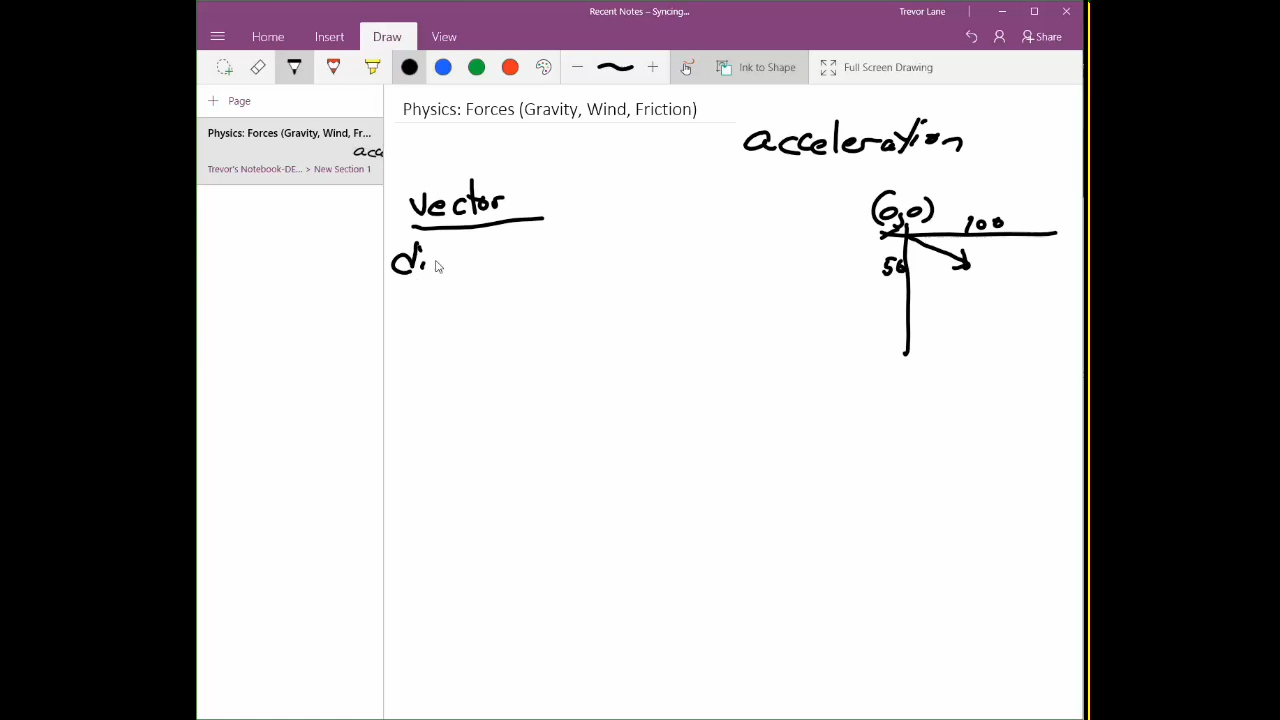 Recent Notes – Syncing...
Trevor Lane
Home
Insert
Draw
View
Share
Ink to Shape
Full Screen Drawing
Page
Physics: Forces (Gravity, Wind, Fr...
acc
Trevor's Notebook-DE... > New Section 1
Physics: Forces (Gravity, Wind, Friction)
acceleration
vector
(0,0)
100
di
50